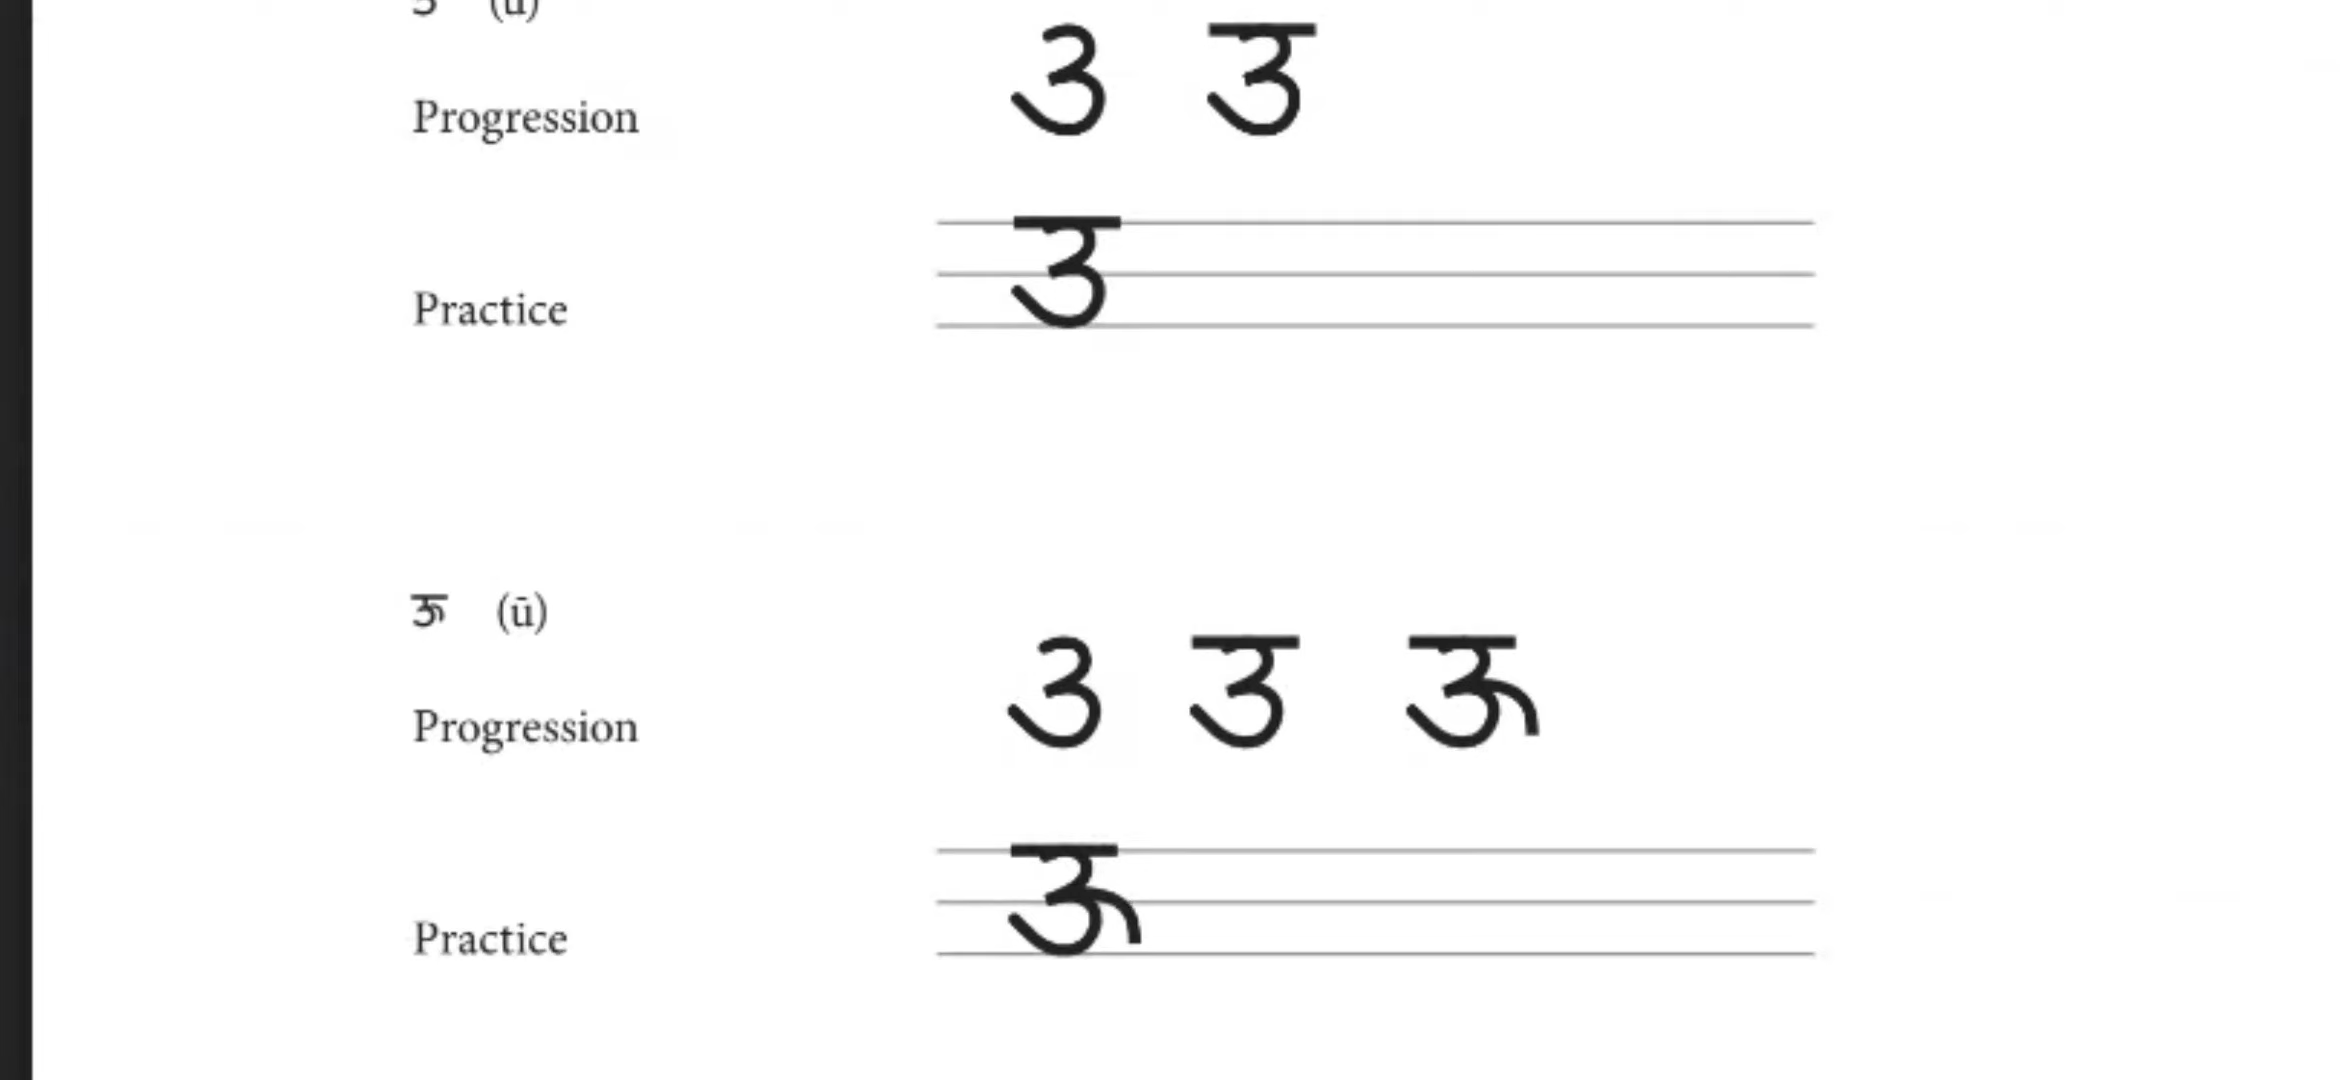 उ (u)
उ उ
Progression
उ
Practice
ऊ (ū)
उ उ ऊ
Progression
ऊ
Practice